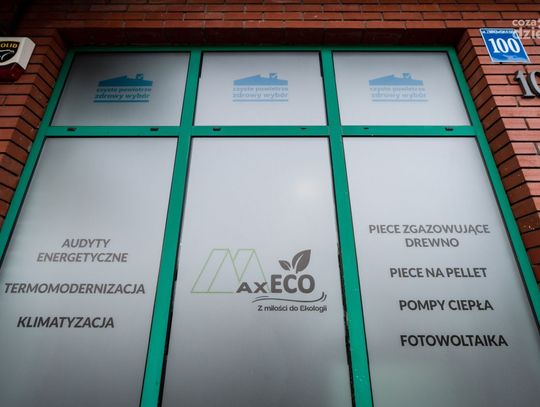 czyste powietrze
zdrowy wybór
czyste powietrze
zdrowy wybór
czyste powietrze
zdrowy wybór
100
AUDYTY
ENERGETYCZNE
TERMOMODERNIZACJA
KLIMATYZACJA
MAXECO
Z miłości do Ekologii
PIECE ZGAZOWUJĄCE
DREWNO
PIECE NA PELLET
POMPY CIEPŁA
FOTOWOLTAIKA